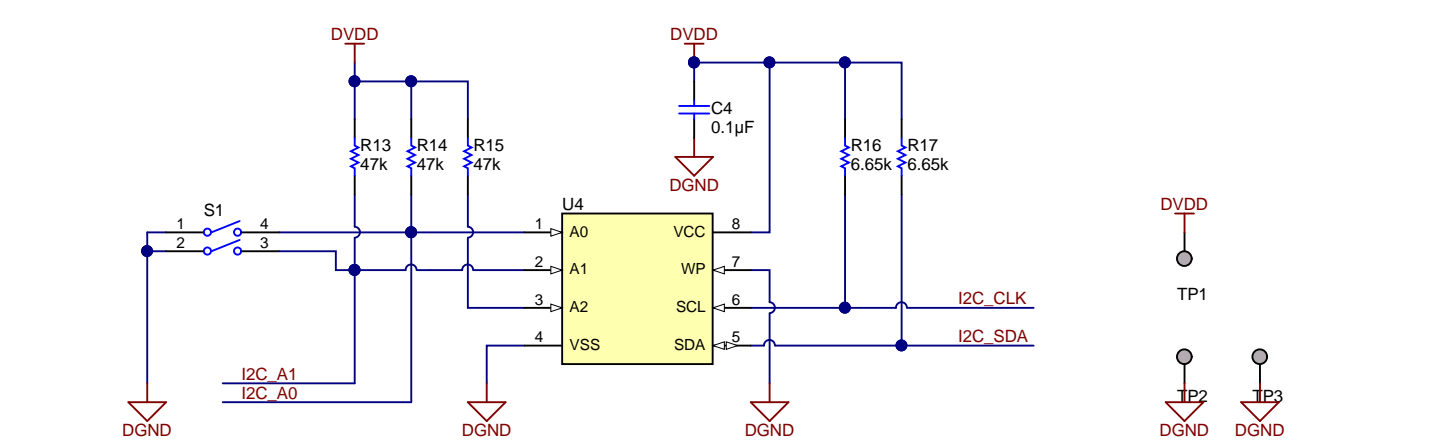 DVDD
DVDD
C4
0.1µF
R13
47k
R14
47k
R15
47k
R16
6.65k
R17
6.65k
DGND
S1
1
4
2
3
U4
1
A0
VCC
8
2
A1
WP
7
3
A2
SCL
6
4
VSS
SDA
5
I2C_CLK
I2C_SDA
I2C_A1
I2C_A0
DGND
DGND
DGND
DVDD
TP1
TP2
TP3
DGND
DGND